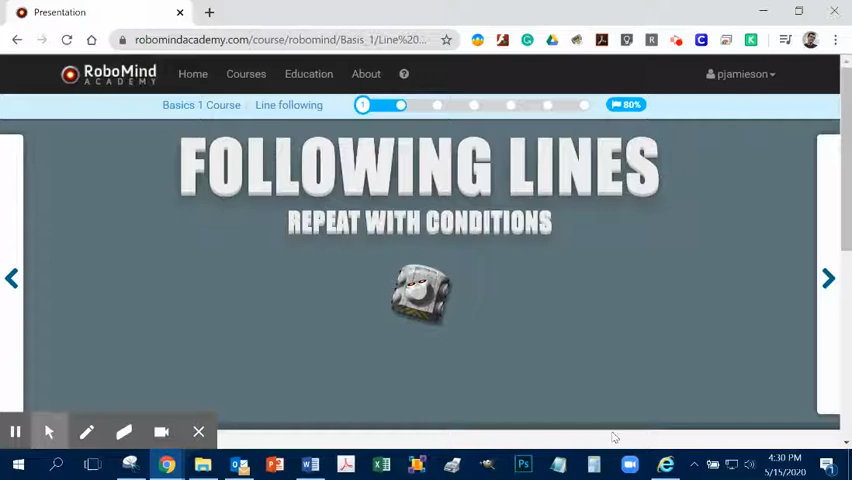 Presentation
robomindacademy.com/course/robomind/Basis_1/Line%20...
ROBOMIND
ACADEMY
Home Courses Education About
pjamieson
Basics 1 Course Line following
1
80%
FOLLOWING LINES
REPEAT WITH CONDITIONS
4:30 PM
5/15/2020